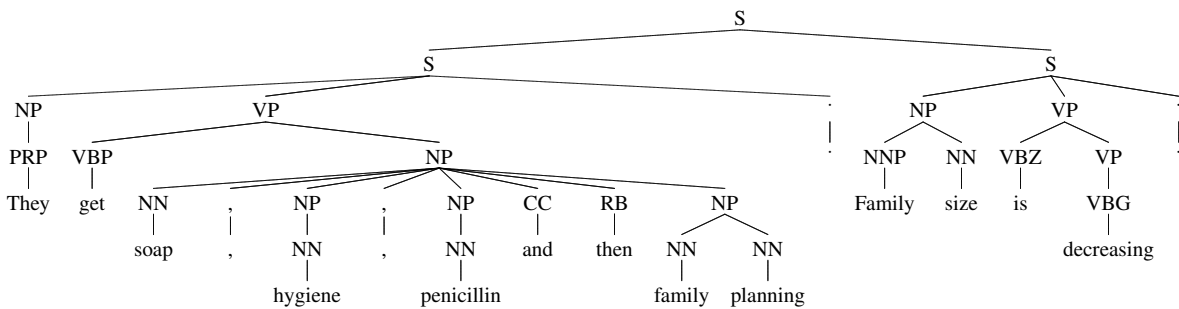 S
S S
NP VP . NP VP .
PRP VBP NP . NNP NN VBZ VP .
They get NN , NP , NP CC RB NP Family size is VBG
soap , NN , NN and then NN NN decreasing
hygiene penicillin family planning